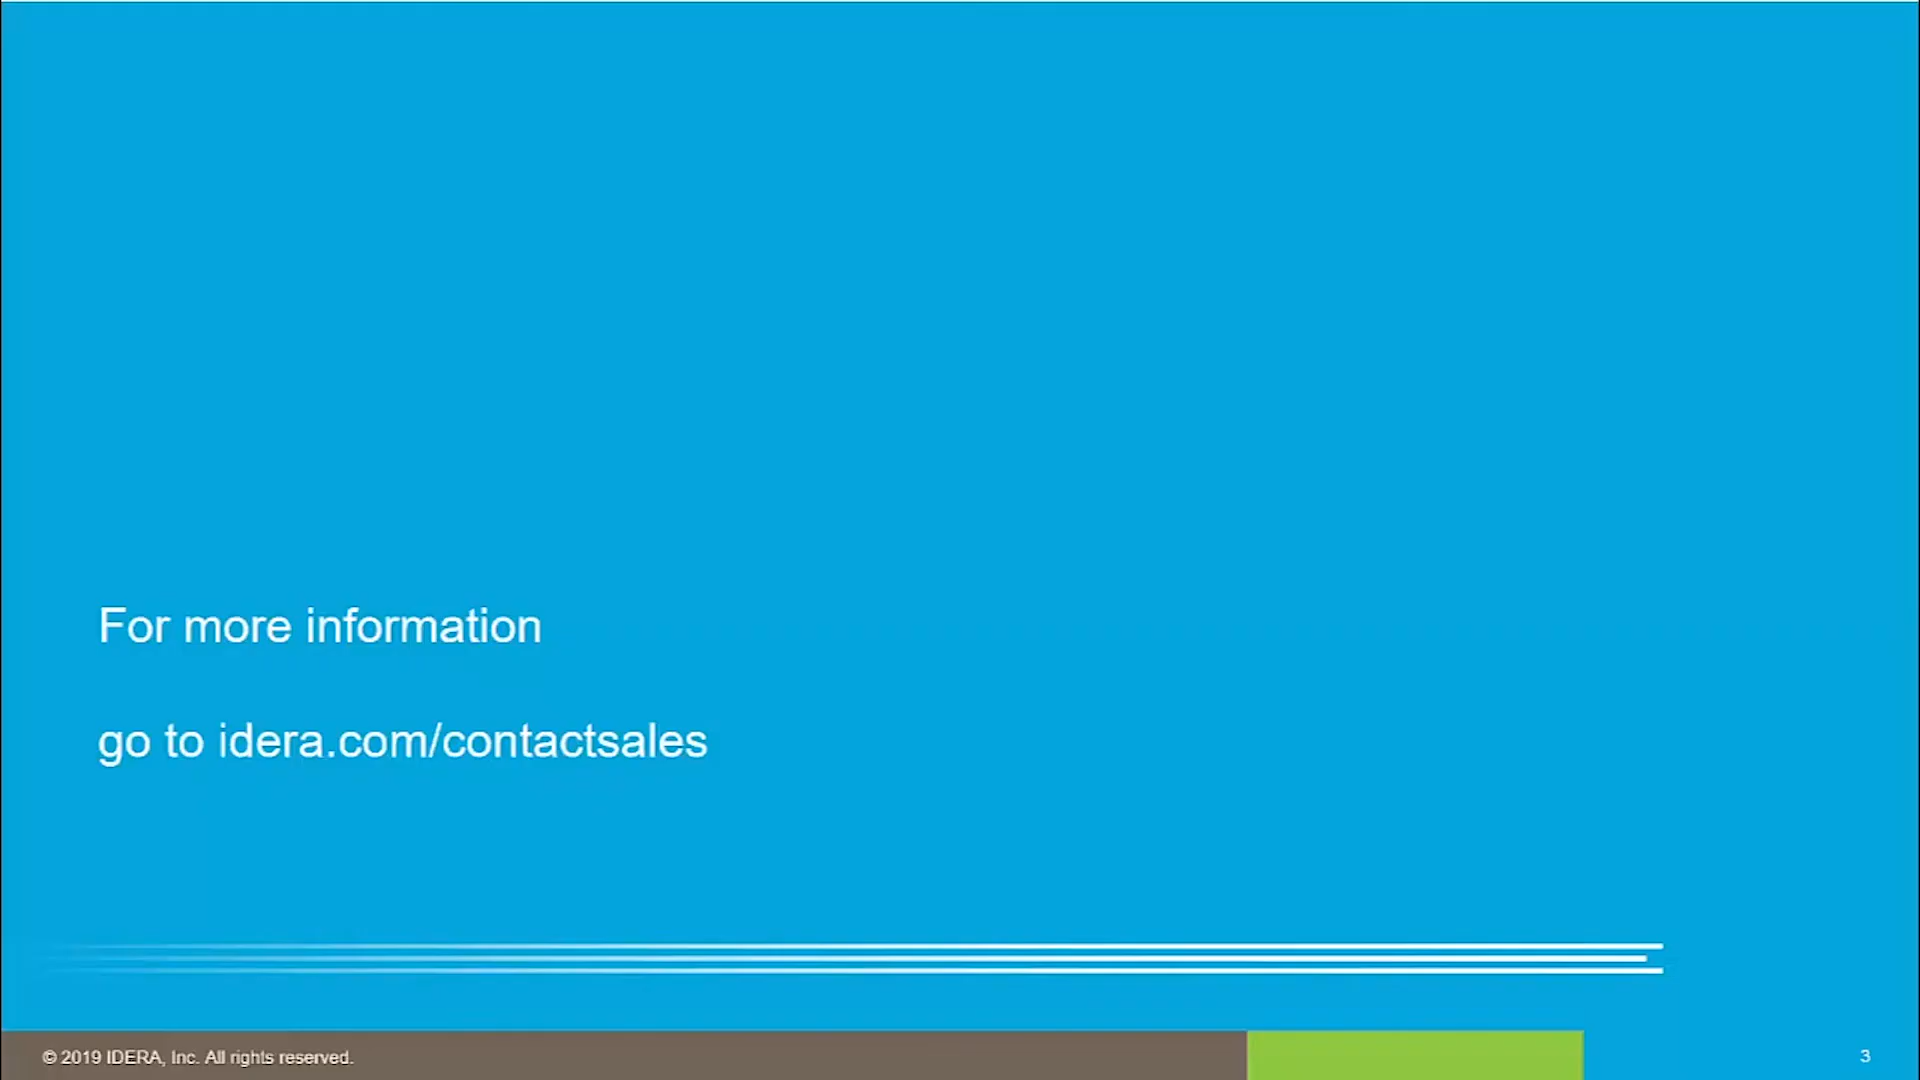 For more information
go to idera.com/contactsales
© 2019 IDERA, Inc. All rights reserved.
3